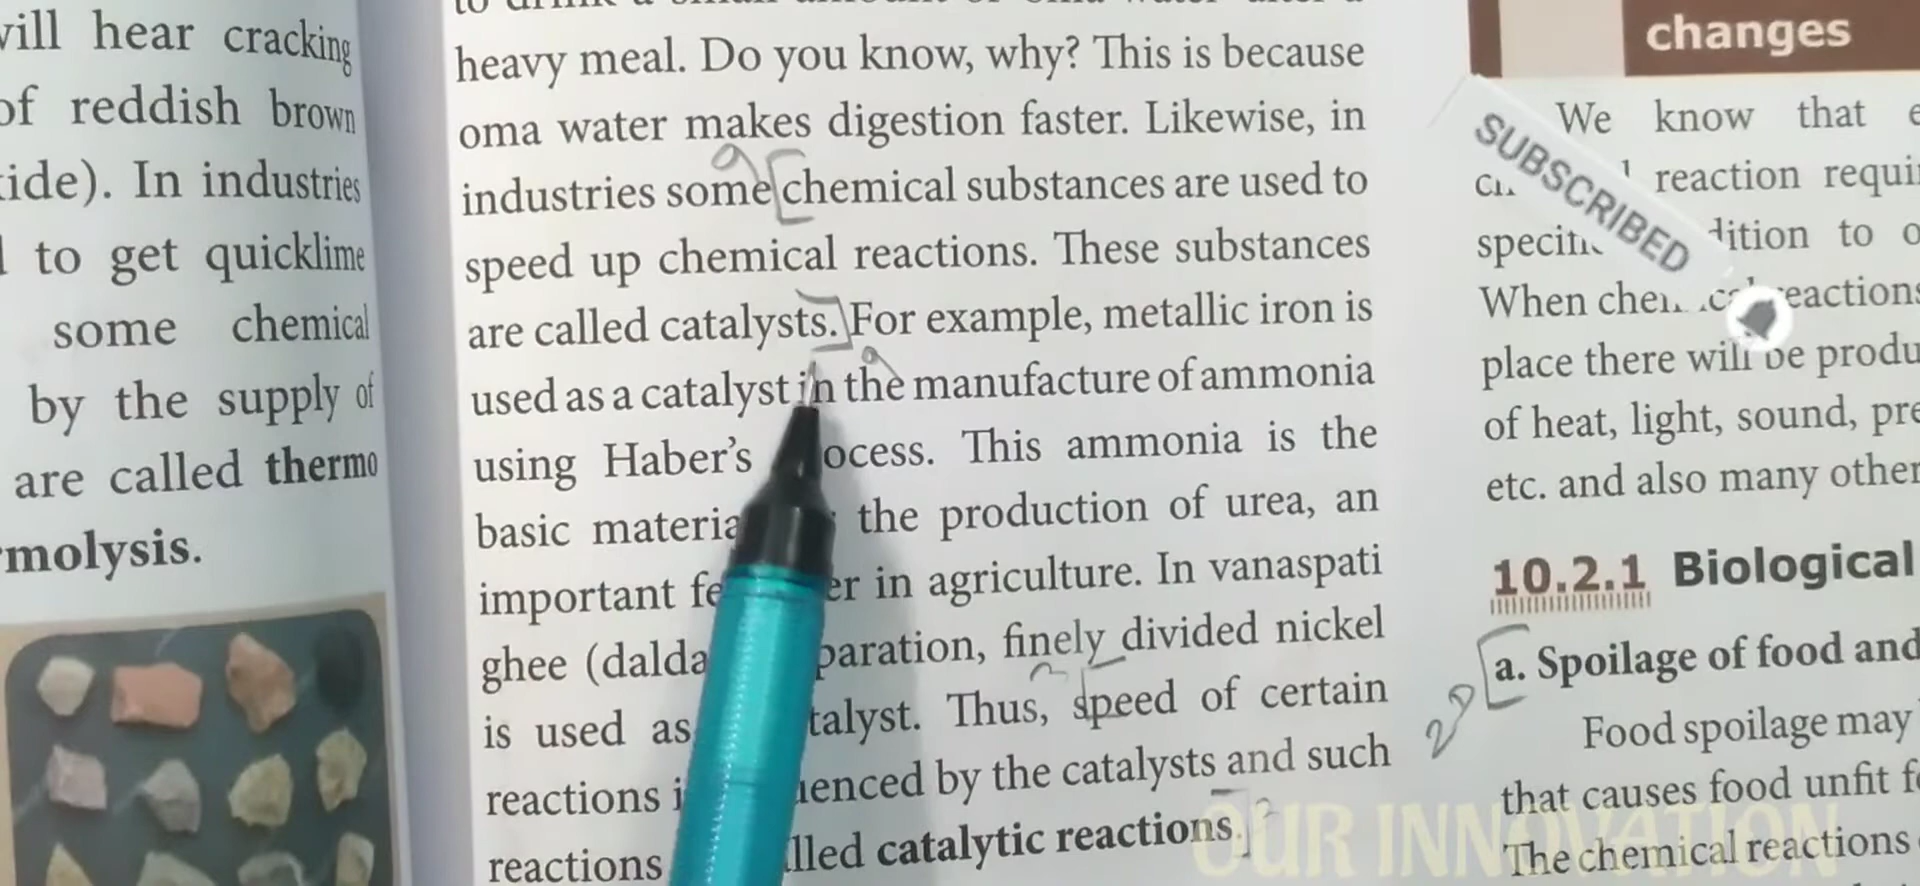 will hear cracking
of reddish brown
ide). In industries
to get quicklime
some chemical
by the supply of
are called thermo
molysis.
heavy meal. Do you know, why? This is because
oma water makes digestion faster. Likewise, in
industries some chemical substances are used to
speed up chemical reactions. These substances
are called catalysts. For example, metallic iron is
used as a catalyst in the manufacture of ammonia
using Haber's ocess. This ammonia is the
basic materia the production of urea, an
important fe er in agriculture. In vanaspati
ghee (dalda paration, finely divided nickel
is used as talyst. Thus, speed of certain
reactions i uenced by the catalysts and such
reactions lled catalytic reactions.
changes
We know that e
reaction requi
specifi dition to o
When chem cal reactions
place there will be produ
of heat, light, sound, pre
etc. and also many other
10.2.1 Biological
a. Spoilage of food and
Food spoilage may
that causes food unfit f
The chemical reactions
SUBSCRIBED
OUR INNOVATION